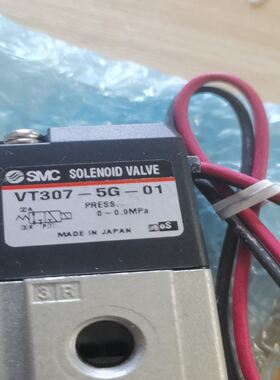 SMC SOLENOID VALVE
VT307-5G-01
PRESS.
0-0.9MPa
MADE IN JAPAN
3R